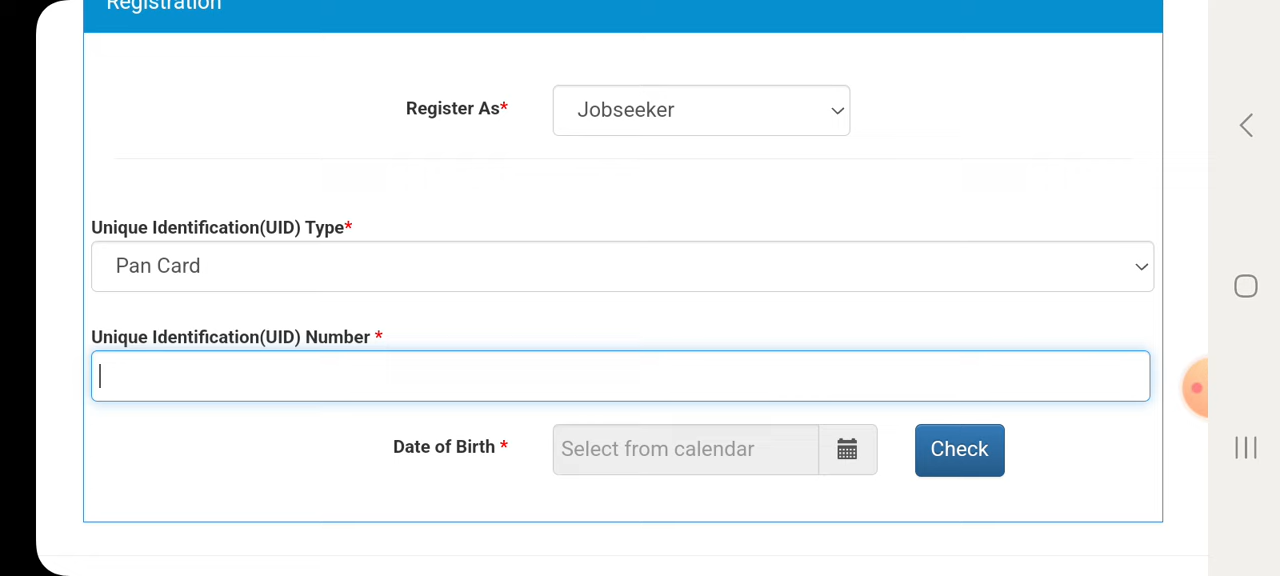 Registration
Register As*
Jobseeker
Unique Identification(UID) Type*
Pan Card
Unique Identification(UID) Number *
Date of Birth *
Select from calendar
Check